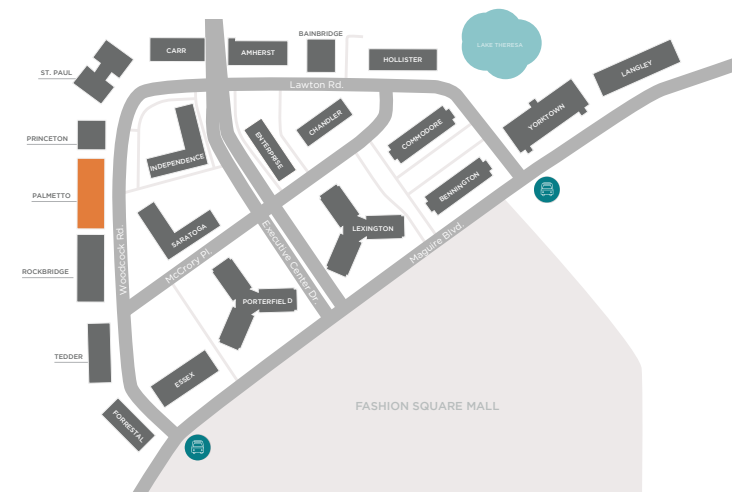 BAINBRIDGE
CARR
AMHERST
HOLLISTER
LAKE THERESA
LANGLEY
ST. PAUL
Lawton Rd.
YORKTOWN
CHANDLER
COMMODORE
PRINCETON
ENTERPRISE
INDEPENDENCE
BENNINGTON
PALMETTO
LEXINGTON
SARATOGA
Maguire Blvd.
Woodcock Rd.
McCrory Pl
Executive Center Dr.
ROCKBRIDGE
PORTERFIELD
TEDDER
ESSEX
FASHION SQUARE MALL
FORRESTAL